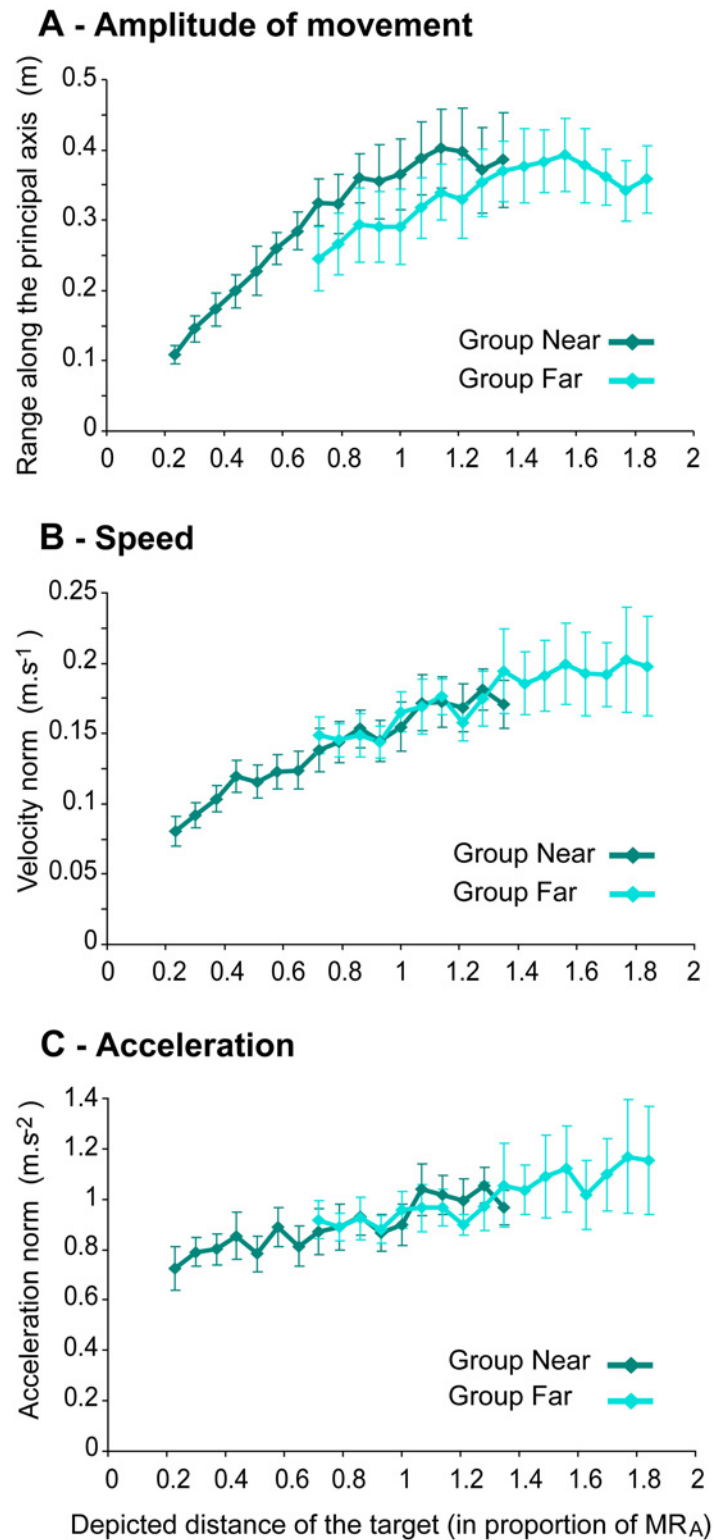 A - Amplitude of movement
Range along the principal axis (m)
0.5
0.4
0.3
0.2
0.1
0
Group Near
Group Far
0 0.2 0.4 0.6 0.8 1 1.2 1.4 1.6 1.8 2
B - Speed
Velocity norm (m.s-1)
0.25
0.2
0.15
0.1
0.05
0
Group Near
Group Far
0 0.2 0.4 0.6 0.8 1 1.2 1.4 1.6 1.8 2
C - Acceleration
Acceleration norm (m.s-2)
1.4
1.2
1
0.8
0.6
0.4
0.2
0
Group Near
Group Far
0 0.2 0.4 0.6 0.8 1 1.2 1.4 1.6 1.8 2
Depicted distance of the target (in proportion of MRA)